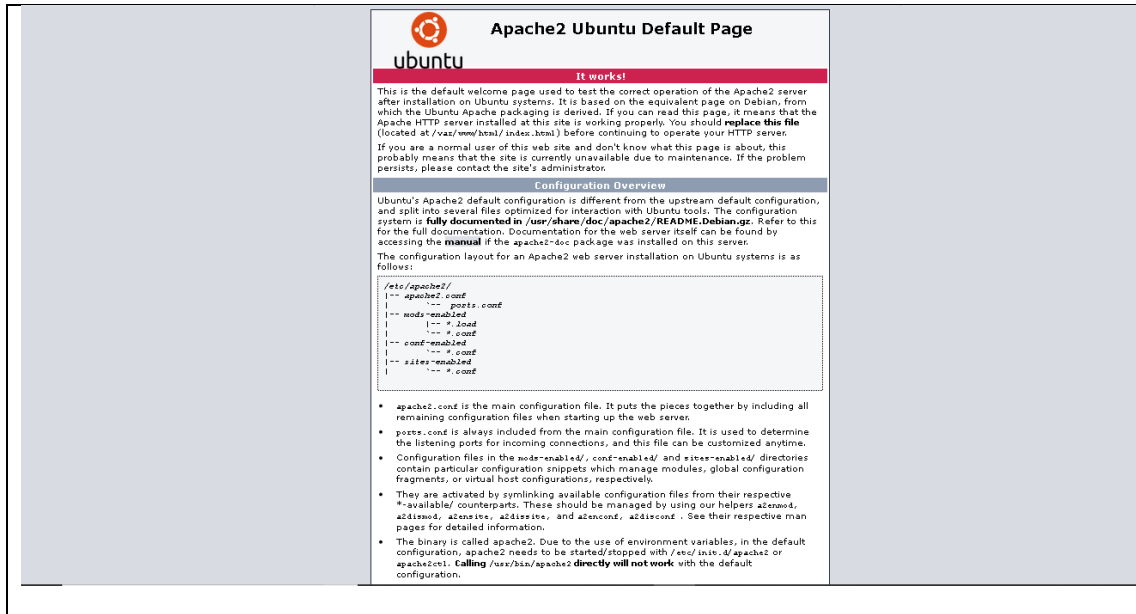 Apache2 Ubuntu Default Page
ubuntu
It works!
This is the default welcome page used to test the correct operation of the Apache2 server
after installation on Ubuntu systems. It is based on the equivalent page on Debian, from
which the Ubuntu Apache packaging is derived. If you can read this page, it means that the
Apache HTTP server installed at this site is working properly. You should replace this file
(located at /var/www/html/index.html) before continuing to operate your HTTP server.
If you are a normal user of this web site and don't know what this page is about, this
probably means that the site is currently unavailable due to maintenance. If the problem
persists, please contact the site's administrator.
Configuration Overview
Ubuntu's Apache2 default configuration is different from the upstream default configuration,
and split into several files optimized for interaction with Ubuntu tools. The configuration
system is fully documented in /usr/share/doc/apache2/README.Debian.gz. Refer to this
for the full documentation. Documentation for the web server itself can be found by
accessing the manual if the apache2-doc package was installed on this server.
The configuration layout for an Apache2 web server installation on Ubuntu systems is as
follows:
/etc/apache2/
|-- apache2.conf
|       `--  ports.conf
|-- mods-enabled
|       |-- *.load
|       `-- *.conf
|-- conf-enabled
|       `-- *.conf
|-- sites-enabled
|       `-- *.conf
• apache2.conf is the main configuration file. It puts the pieces together by including all
remaining configuration files when starting up the web server.
• ports.conf is always included from the main configuration file. It is used to determine
the listening ports for incoming connections, and this file can be customized anytime.
• Configuration files in the mods-enabled/, conf-enabled/ and sites-enabled/ directories
contain particular configuration snippets which manage modules, global configuration
fragments, or virtual host configurations, respectively.
• They are activated by symlinking available configuration files from their respective
*-available/ counterparts. These should be managed by using our helpers a2enmod,
a2dismod, a2ensite, a2dissite, and a2enconf, a2disconf . See their respective man
pages for detailed information.
• The binary is called apache2. Due to the use of environment variables, in the default
configuration, apache2 needs to be started/stopped with /etc/init.d/apache2 or
apache2ctl. Calling /usr/bin/apache2 directly will not work with the default
configuration.